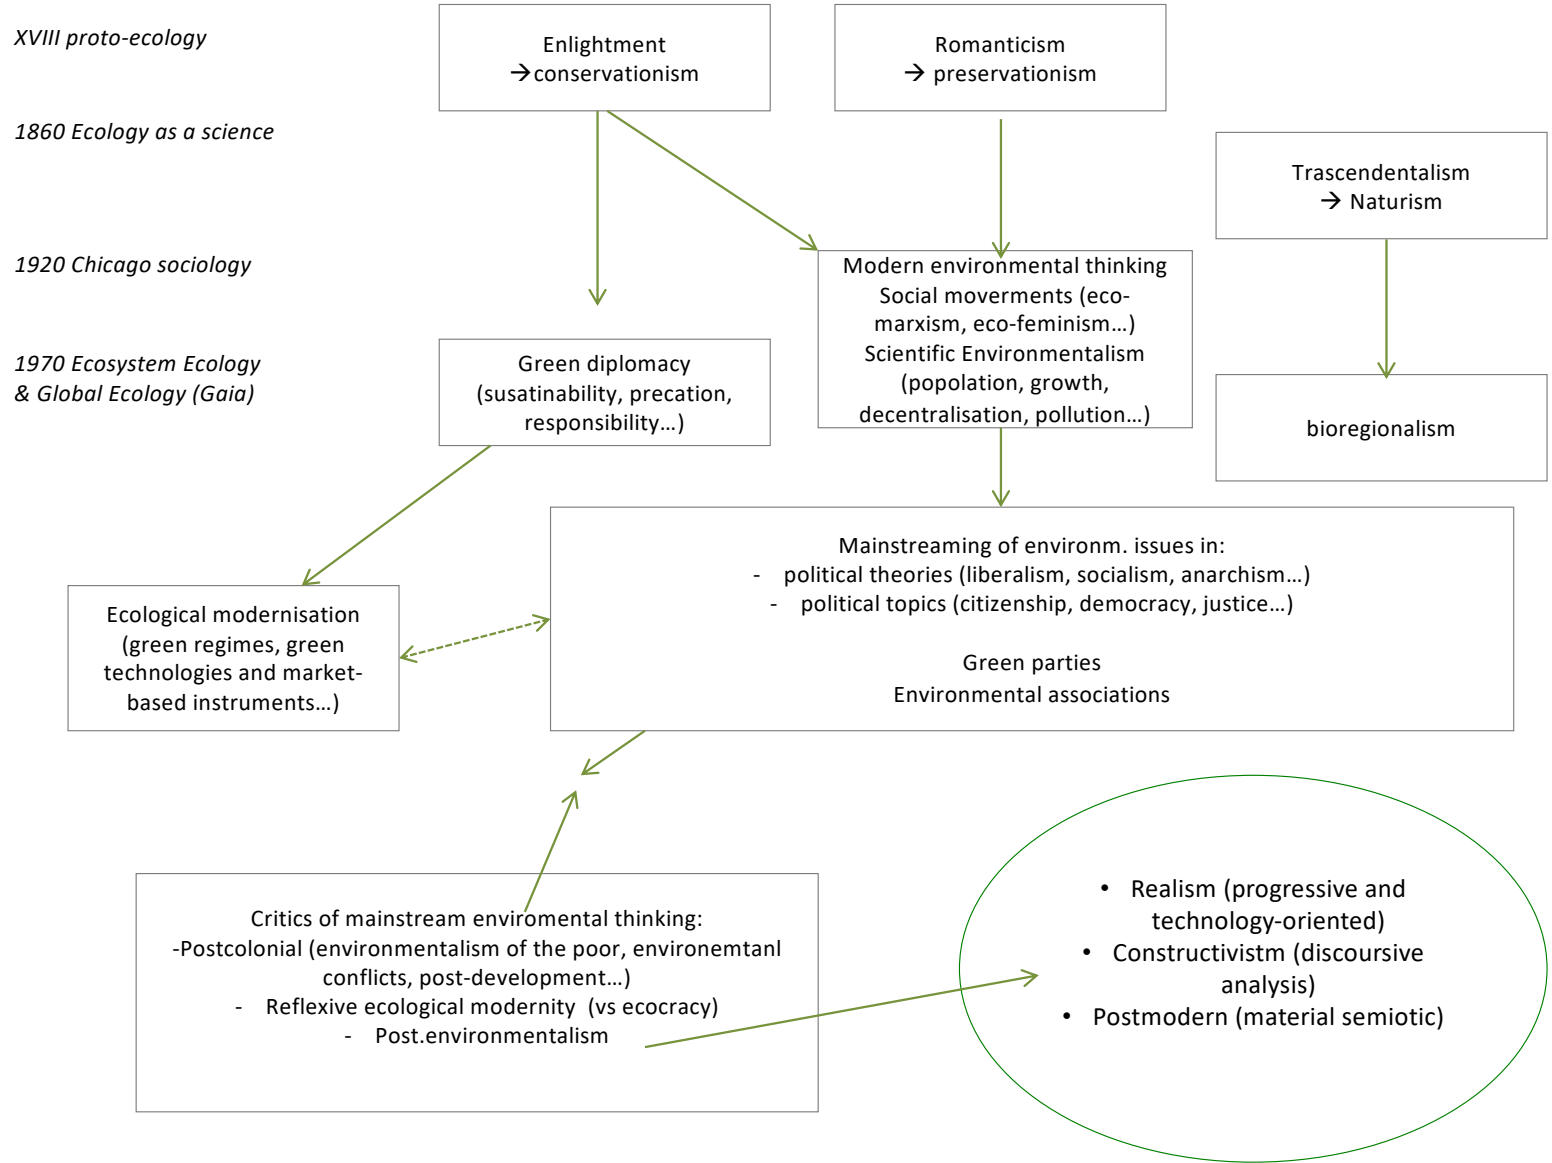 XVIII proto-ecology
Enlightment
→conservationism
Romanticism
→ preservationism
1860 Ecology as a science
Trascendentalism
→ Naturism
1920 Chicago sociology
Modern environmental thinking
Social moverments (eco-
marxism, eco-feminism…)
Scientific Environmentalism
(popolation, growth,
decentralisation, pollution…)
1970 Ecosystem Ecology
& Global Ecology (Gaia)
Green diplomacy
(susatinability, precation,
responsibility…)
bioregionalism
Mainstreaming of environm. issues in:
- political theories (liberalism, socialism, anarchism…)
- political topics (citizenship, democracy, justice…)
Green parties
Environmental associations
Ecological modernisation
(green regimes, green
technologies and market-
based instruments…)
Critics of mainstream enviromental thinking:
-Postcolonial (environmentalism of the poor, environemtanl
conflicts, post-development…)
- Reflexive ecological modernity (vs ecocracy)
- Post.environmentalism
• Realism (progressive and
technology-oriented)
• Constructivistm (discoursive
analysis)
• Postmodern (material semiotic)